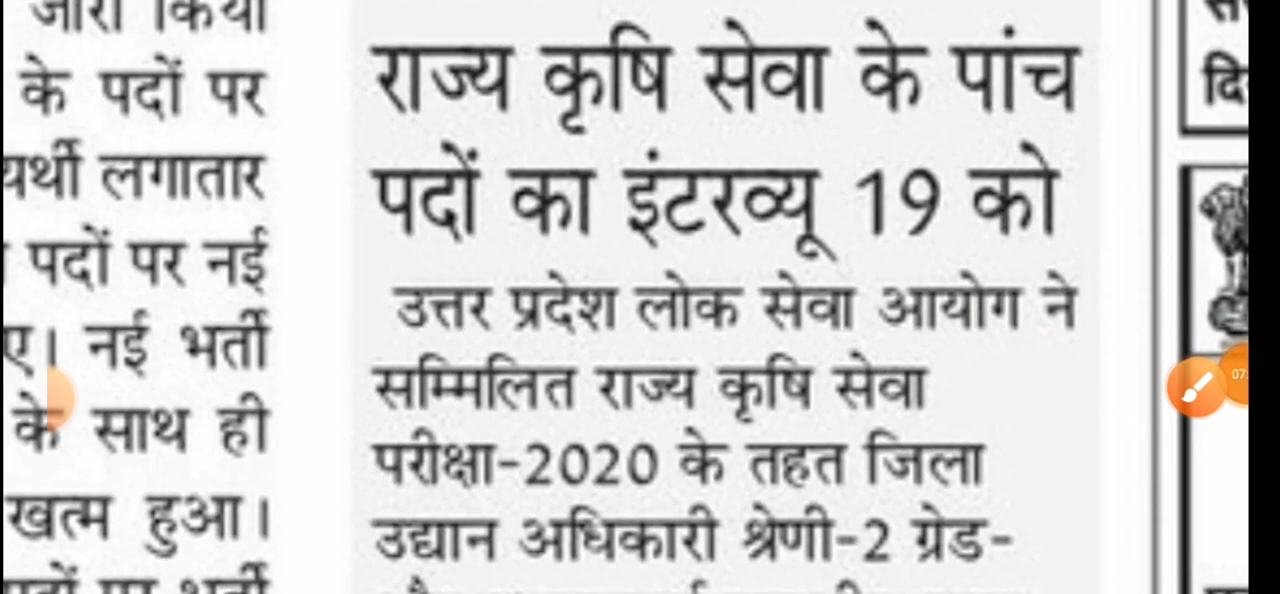 के पदों पर
लगातार
पदों पर नई
नई भर्ती
के साथ ही
खत्म हुआ।
राज्य कृषि सेवा के पांच
पदों का इंटरव्यू 19 को
उत्तर प्रदेश लोक सेवा आयोग ने
सम्मिलित राज्य कृषि सेवा
परीक्षा-2020 के तहत जिला
उद्यान अधिकारी श्रेणी-2 ग्रेड-